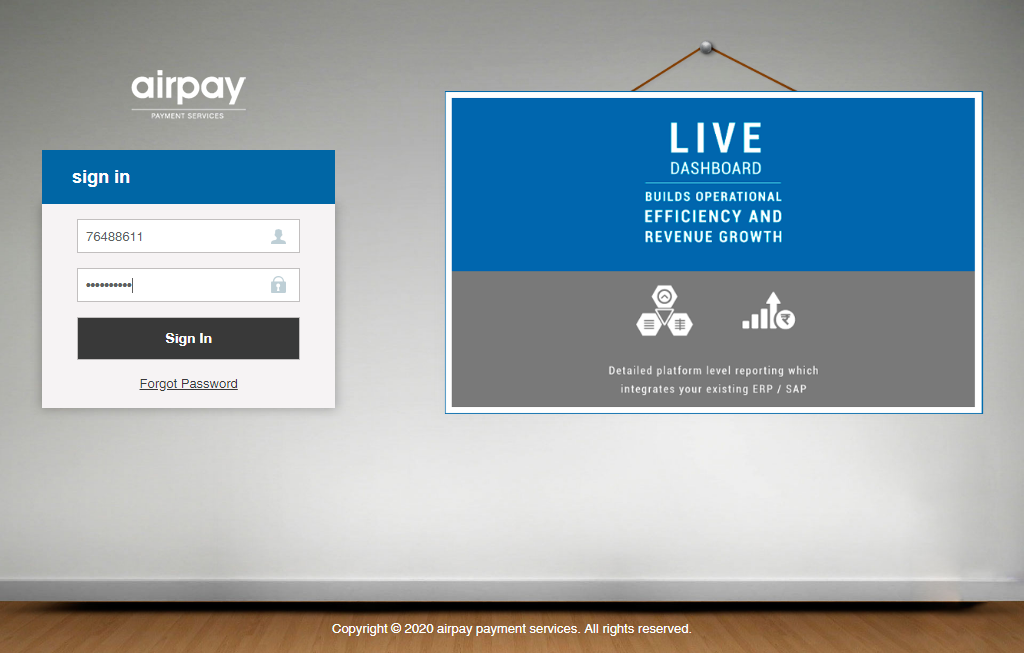 airpay
PAYMENT SERVICES
sign in
76488611
••••••••••
Sign In
Forgot Password
LIVE
DASHBOARD
BUILDS OPERATIONAL
EFFICIENCY AND
REVENUE GROWTH
₹
Detailed platform level reporting which
integrates your existing ERP / SAP
Copyright © 2020 airpay payment services. All rights reserved.